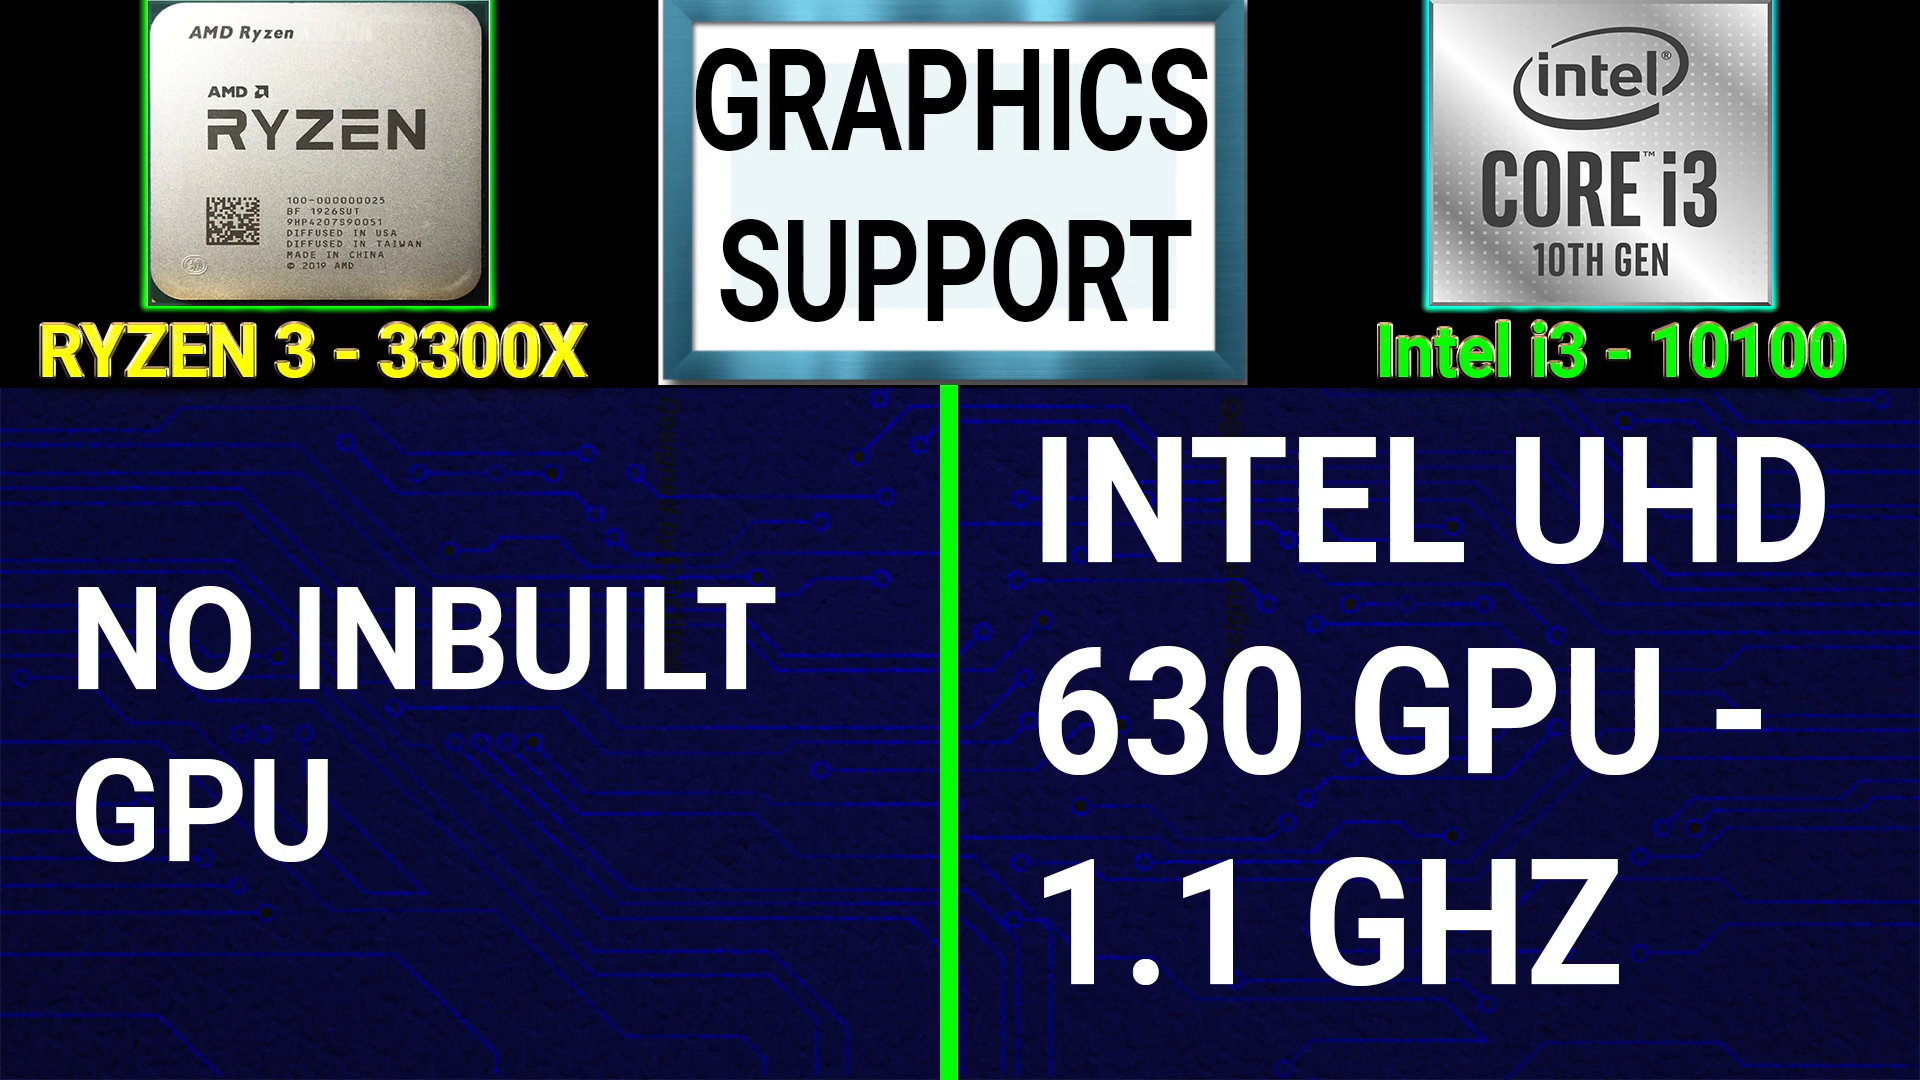 AMD Ryzen
AMD
RYZEN
100-000000025
BF 1926SUT
9HP4207S90051
DIFFUSED IN USA
DIFFUSED IN TAIWAN
MADE IN CHINA
© 2019 AMD
RYZEN 3 - 3300X
GRAPHICS
SUPPORT
intel®
CORE™ i3
10TH GEN
Intel i3 - 10100
NO INBUILT
GPU
INTEL UHD
630 GPU -
1.1 GHZ